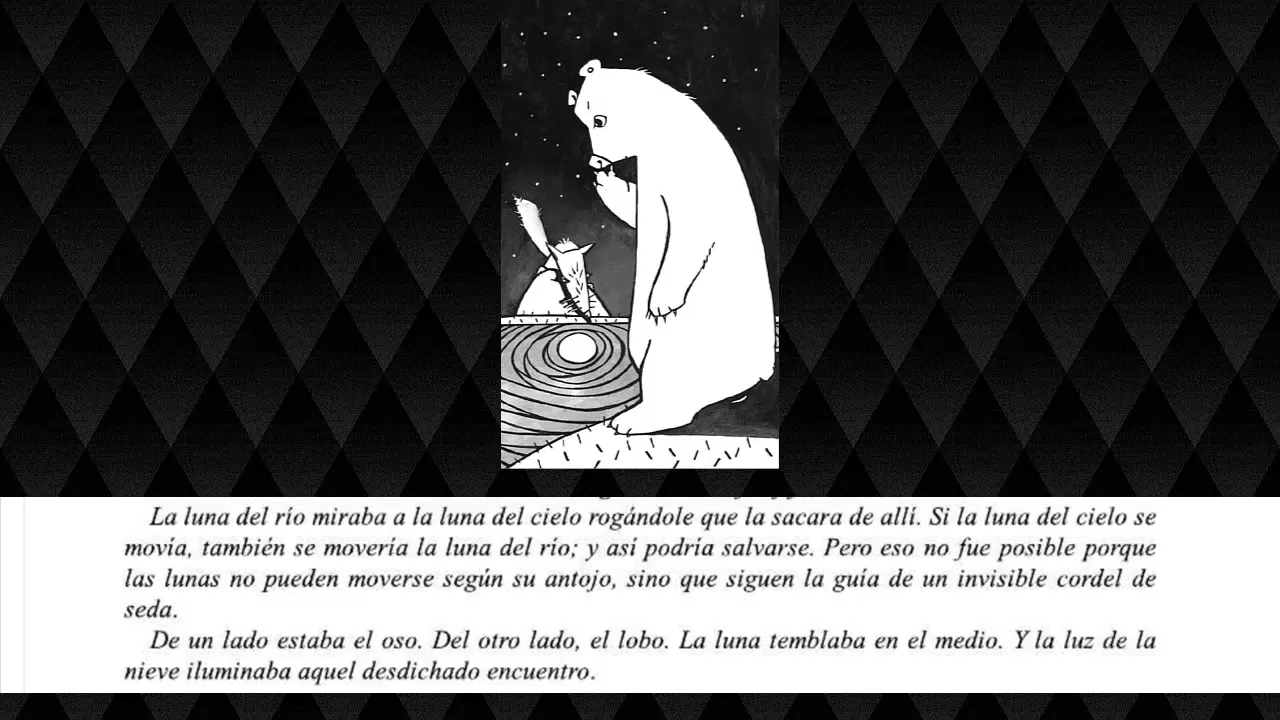 La luna del río miraba a la luna del cielo rogándole que la sacara de allí. Si la luna del cielo se
movía, también se movería la luna del río; y así podría salvarse. Pero eso no fue posible porque
las lunas no pueden moverse según su antojo, sino que siguen la guía de un invisible cordel de
seda.
De un lado estaba el oso. Del otro lado, el lobo. La luna temblaba en el medio. Y la luz de la
nieve iluminaba aquel desdichado encuentro.